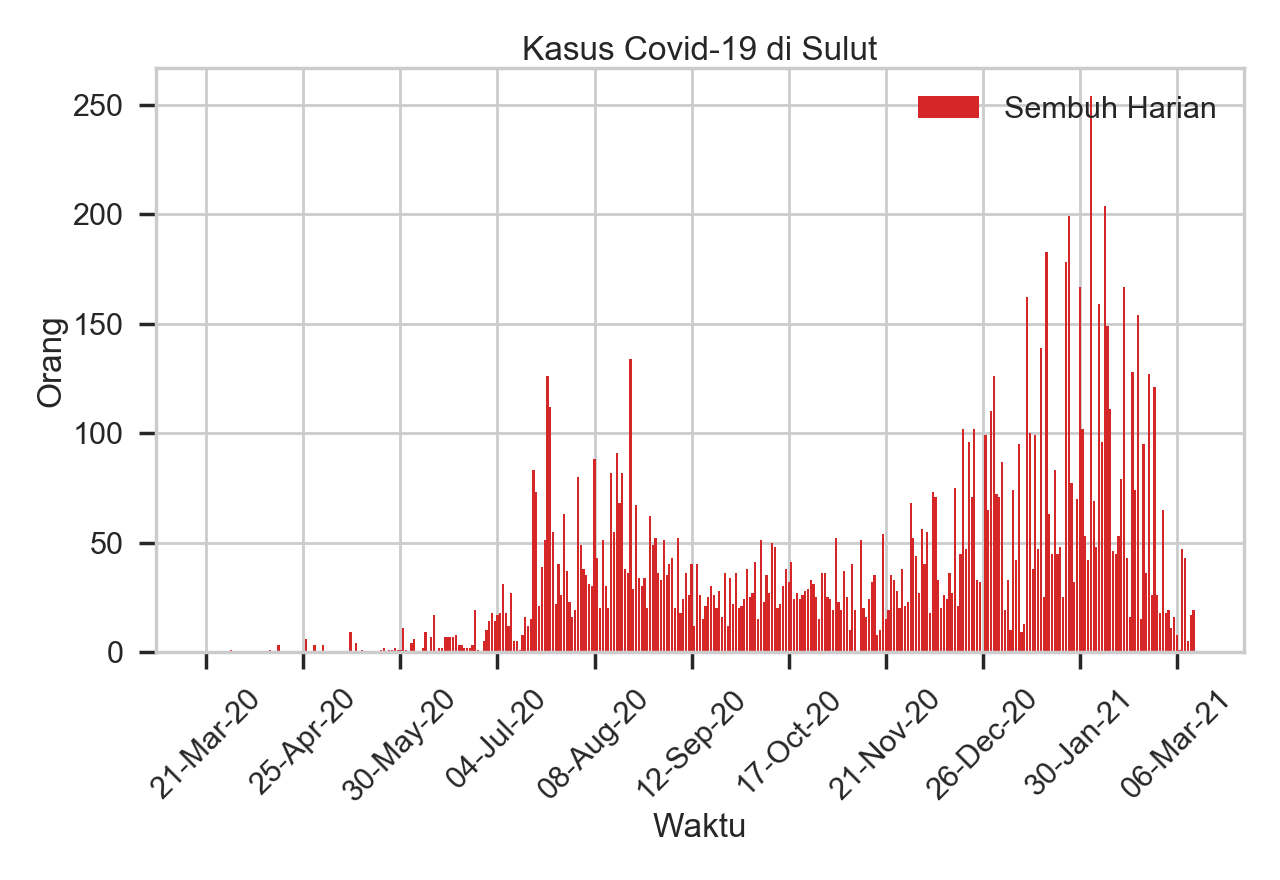 Kasus Covid-19 di Sulut
Sembuh Harian
Orang
250
200
150
100
50
0
21-Mar-20
25-Apr-20
30-May-20
04-Jul-20
08-Aug-20
12-Sep-20
17-Oct-20
21-Nov-20
26-Dec-20
30-Jan-21
06-Mar-21
Waktu